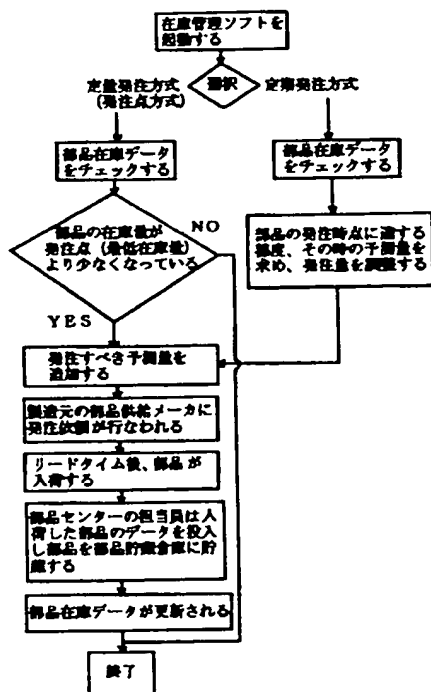 在庫管理ソフトを
起動する
選択
定量発注方式
(発注点方式)
定期発注方式
部品在庫データ
をチェックする
部品在庫データ
をチェックする
部品の在庫量が
発注点（最低在庫量）
より少なくなっている
NO
YES
部品の発注時点に達する
都度、その時の予測量を
求め、発注量を調整する
発注すべき予測量を
追加する
製造元の部品供給メーカに
発注依頼が行なわれる
リードタイム後、部品が
入荷する
部品センターの担当員は入
荷した部品のデータを投入
し部品を部品貯蔵倉庫に貯
蔵する
部品在庫データが更新される
終了